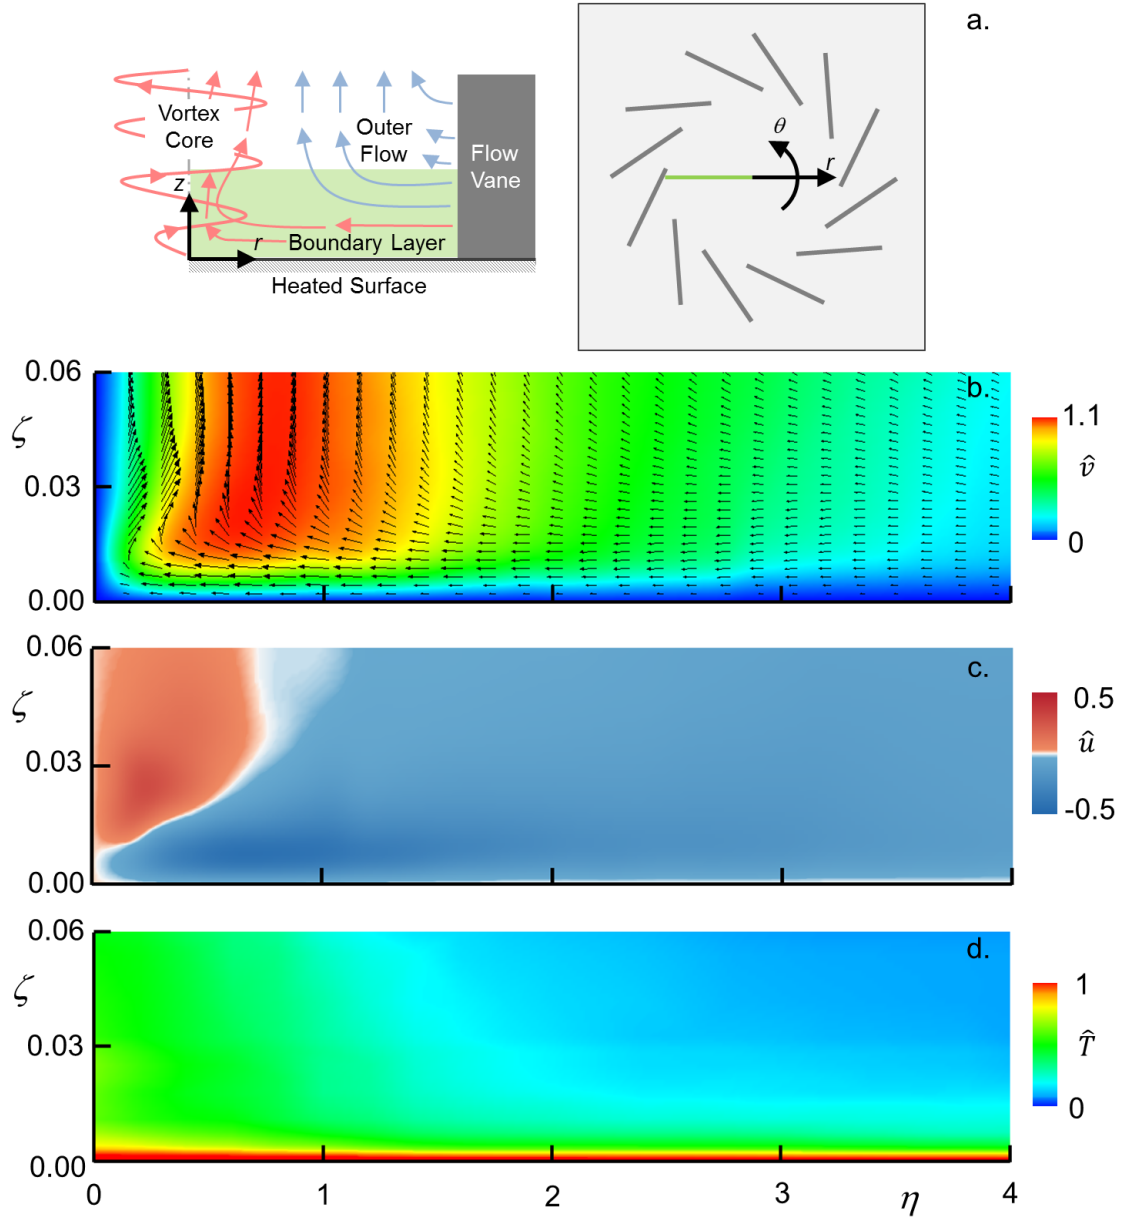 a.
Vortex
Core
Outer
Flow
Flow
Vane
z
r
Boundary Layer
Heated Surface
θ
r
0.06
ζ
0.03
0.00
b.
1.1
v̂
0
0.06
ζ
0.03
0.00
c.
0.5
û
-0.5
0.06
ζ
0.03
0.00
d.
1
T̂
0
0 1 2 3 η 4